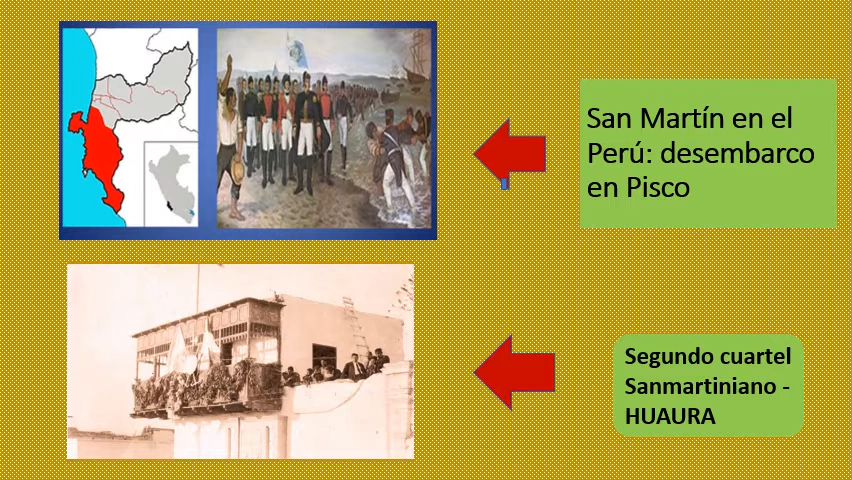 San Martín en el
Perú: desembarco
en Pisco
Segundo cuartel
Sanmartiniano -
HUAURA